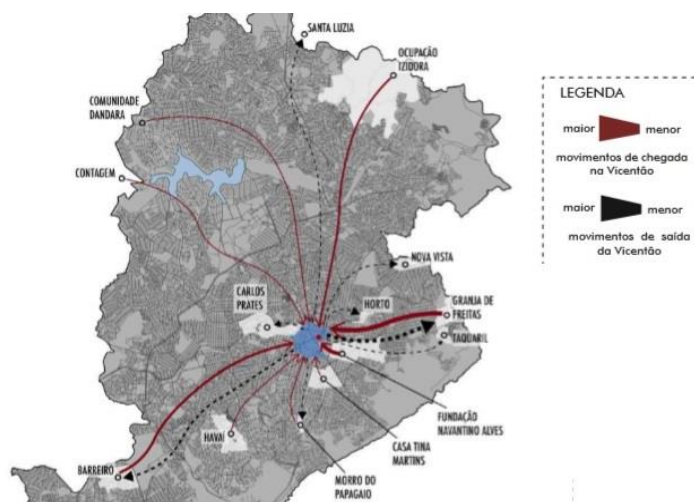 SANTA LUZIA
OCUPAÇÃO
IZIDORA
COMUNIDADE
DANDARA
CONTAGEM
NOVA VISTA
CARLOS
PRATES
HORTO
GRANJA DE
FREITAS
TAQUARIL
FUNDAÇÃO
NAVANTINO ALVES
CASA TINA
MARTINS
MORRO DO
PAPAGAIO
HAVAÍ
BARREIRO
LEGENDA
maior menor
movimentos de chegada
na Vicentão
maior menor
movimentos de saída
da Vicentão